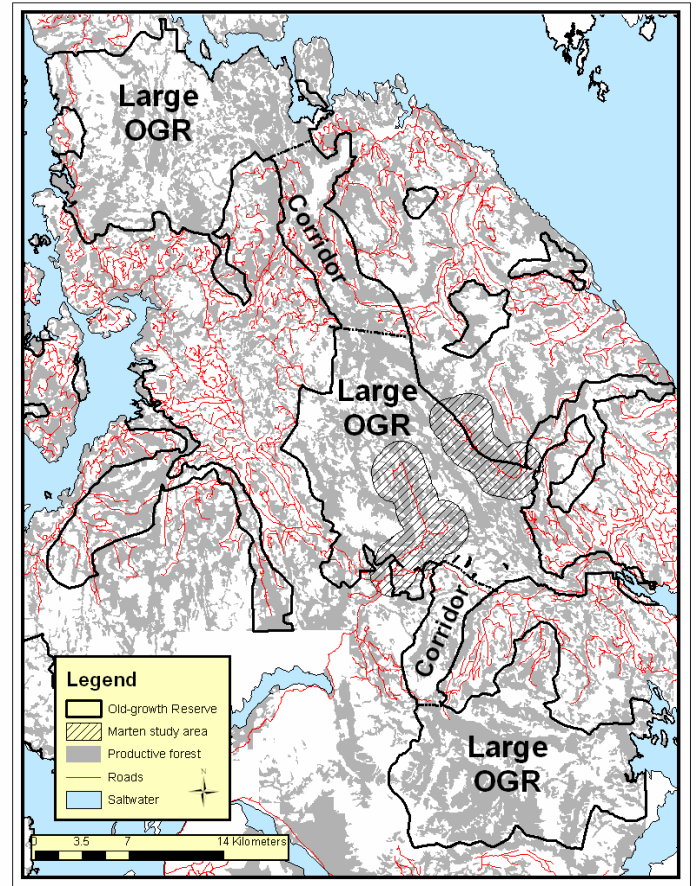 Large
OGR
Corridor
Large
OGR
Corridor
Large
OGR
Legend
Old-growth Reserve
Marten study area
Productive forest
Roads
N
Saltwater
0 3.5 7 14 Kilometers